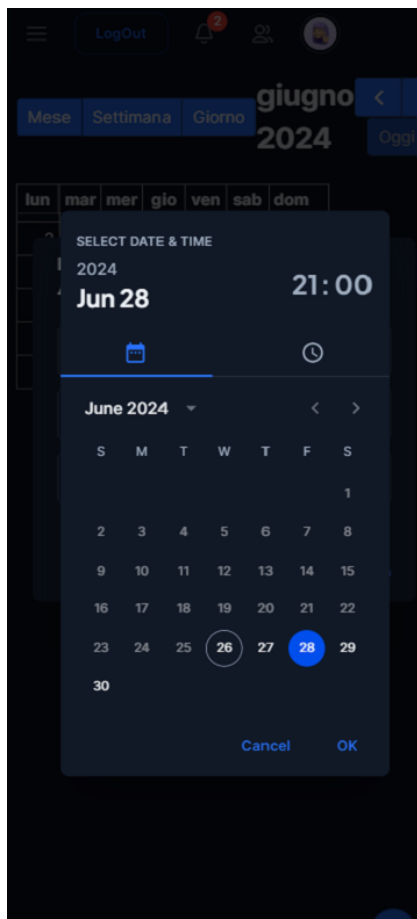 LogOut
2
Mese Settimana Giorno
giugno
2024
Oggi
lun mar mer gio ven sab dom
SELECT DATE & TIME
2024
Jun 28
21:00
June 2024
S M T W T F S
1
2 3 4 5 6 7 8
9 10 11 12 13 14 15
16 17 18 19 20 21 22
23 24 25 26 27 28 29
30
Cancel OK